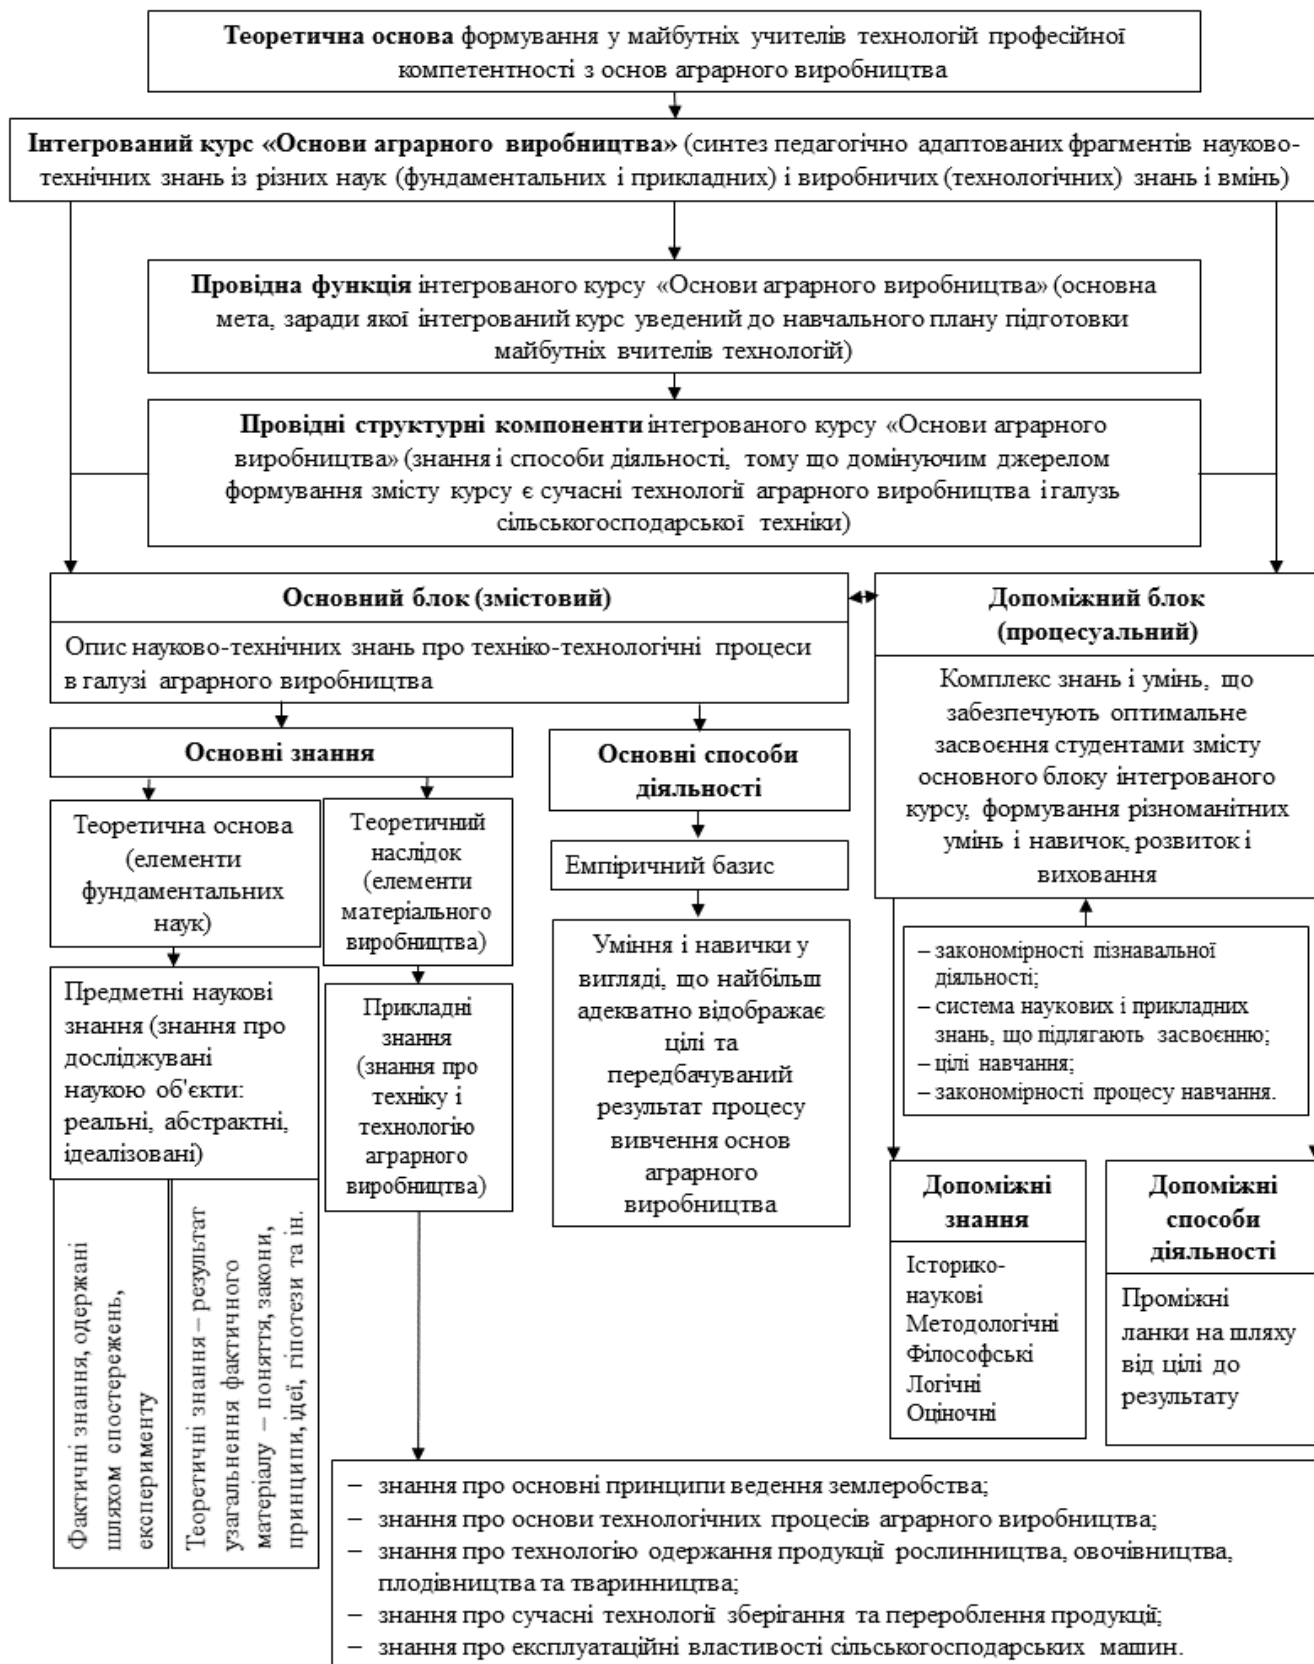 Теоретична основа формування у майбутніх учителів технологій професійної
компетентності з основ аграрного виробництва
Інтегрований курс «Основи аграрного виробництва» (синтез педагогічно адаптованих фрагментів науково-
технічних знань із різних наук (фундаментальних і прикладних) і виробничих (технологічних) знань і вмінь)
Провідна функція інтегрованого курсу «Основи аграрного виробництва» (основна
мета, заради якої інтегрований курс уведений до навчального плану підготовки
майбутніх вчителів технологій)
Провідні структурні компоненти інтегрованого курсу «Основи аграрного
виробництва» (знання і способи діяльності, тому що домінуючим джерелом
формування змісту курсу є сучасні технології аграрного виробництва і галузь
сільськогосподарської техніки)
Основний блок (змістовий)
Опис науково-технічних знань про техніко-технологічні процеси
в галузі аграрного виробництва
Допоміжний блок
(процесуальний)
Комплекс знань і умінь, що
забезпечують оптимальне
засвоєння студентами змісту
основного блоку інтегрованого
курсу, формування різноманітних
умінь і навичок, розвиток і
виховання
Основні знання
Основні способи
діяльності
Теоретична основа
(елементи
фундаментальних
наук)
Теоретичний
наслідок
(елементи
матеріального
виробництва)
Емпіричний базис
Предметні наукові
знання (знання про
досліджувані
наукою об'єкти:
реальні, абстрактні,
ідеалізовані)
Прикладні
знання
(знання про
техніку і
технологію
аграрного
виробництва)
Уміння і навички у
вигляді, що найбільш
адекватно відображає
цілі та
передбачуваний
результат процесу
вивчення основ
аграрного
виробництва
– закономірності пізнавальної
діяльності;
– система наукових і прикладних
знань, що підлягають засвоєнню;
– цілі навчання;
– закономірності процесу навчання.
Фактичні знання, одержані
шляхом спостережень,
експерименту
Теоретичні знання – результат
узагальнення фактичного
матеріалу – поняття, закони,
принципи, ідеї, гіпотези та ін.
Допоміжні
знання
Історико-
наукові
Методологічні
Філософські
Логічні
Оціночні
Допоміжні
способи
діяльності
Проміжні
ланки на шляху
від цілі до
результату
– знання про основні принципи ведення землеробства;
– знання про основи технологічних процесів аграрного виробництва;
– знання про технологію одержання продукції рослинництва, овочівництва,
плодівництва та тваринництва;
– знання про сучасні технології зберігання та перероблення продукції;
– знання про експлуатаційні властивості сільськогосподарських машин.